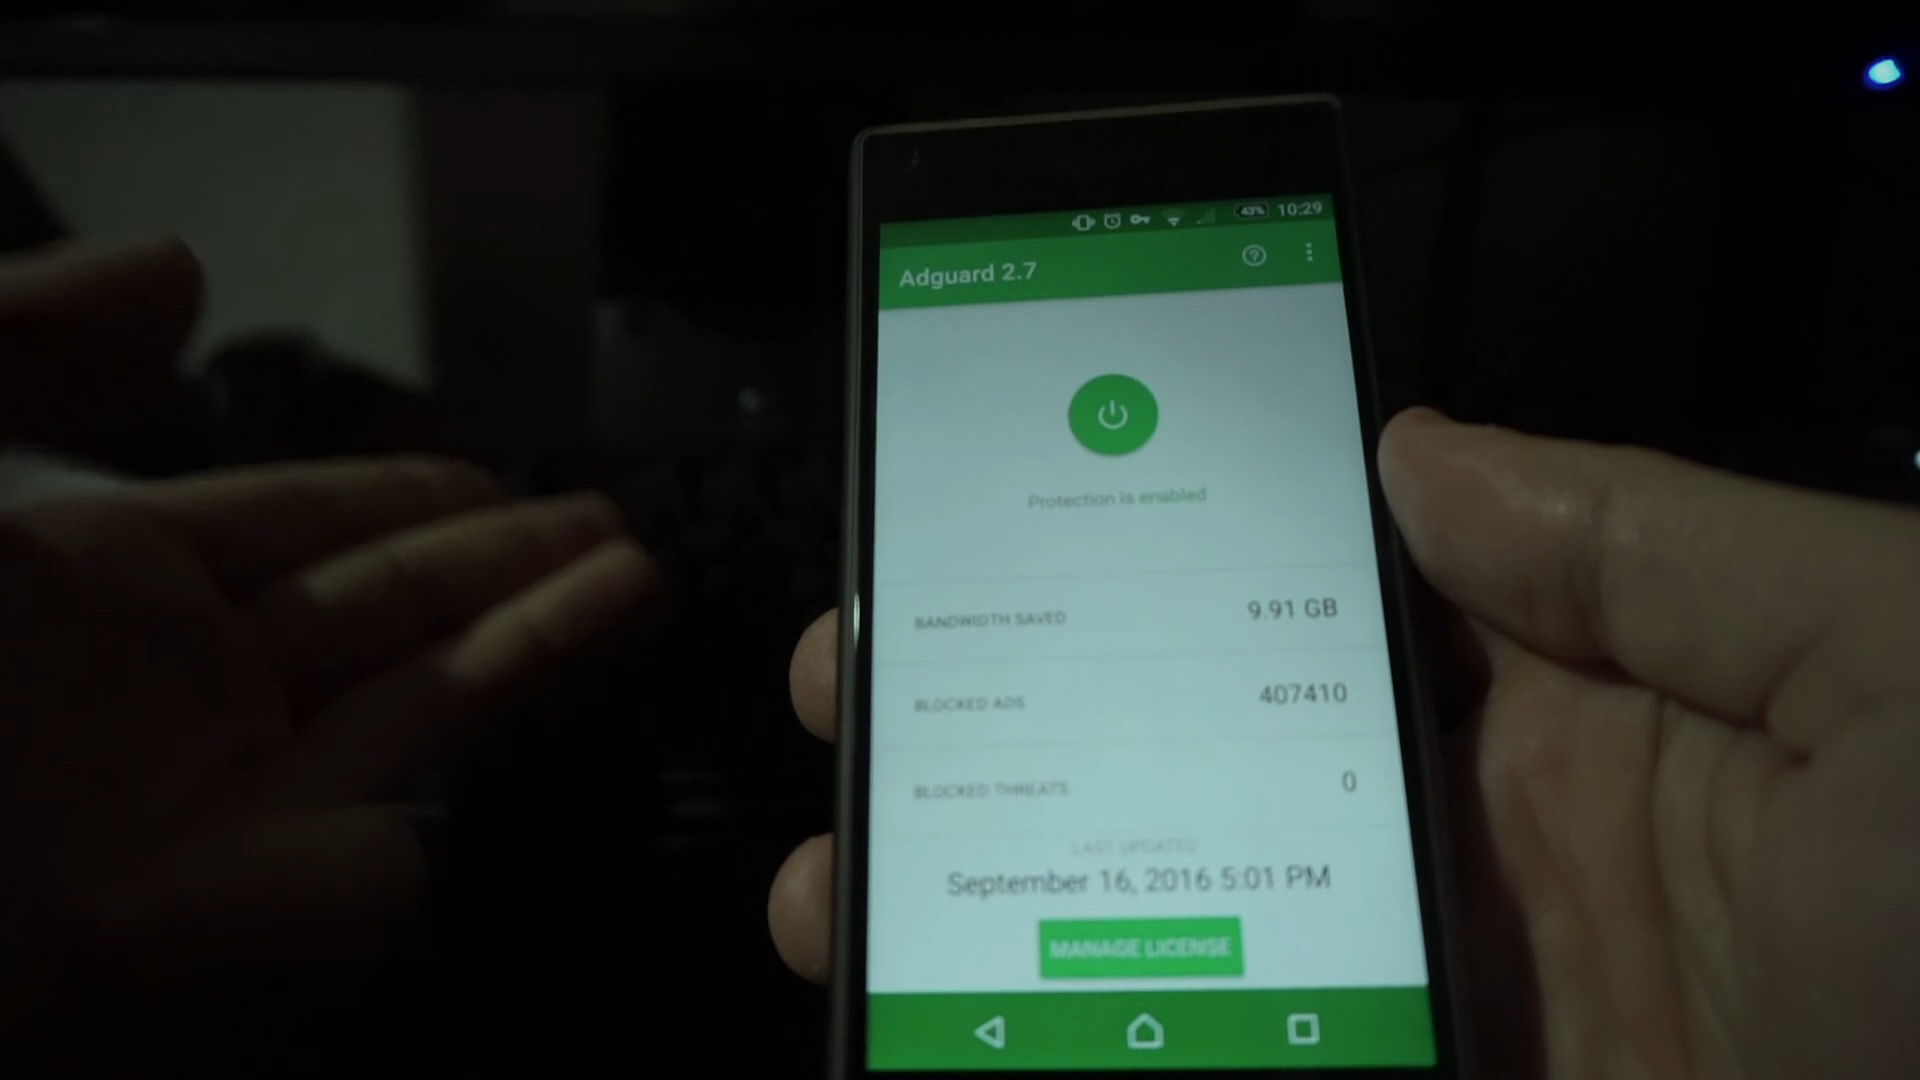 43% 10:29
Adguard 2.7
Protection is enabled
BANDWIDTH SAVED 9.91 GB
BLOCKED ADS 407410
BLOCKED THREATS 0
LAST UPDATED
September 16, 2016 5:01 PM
MANAGE LICENSE